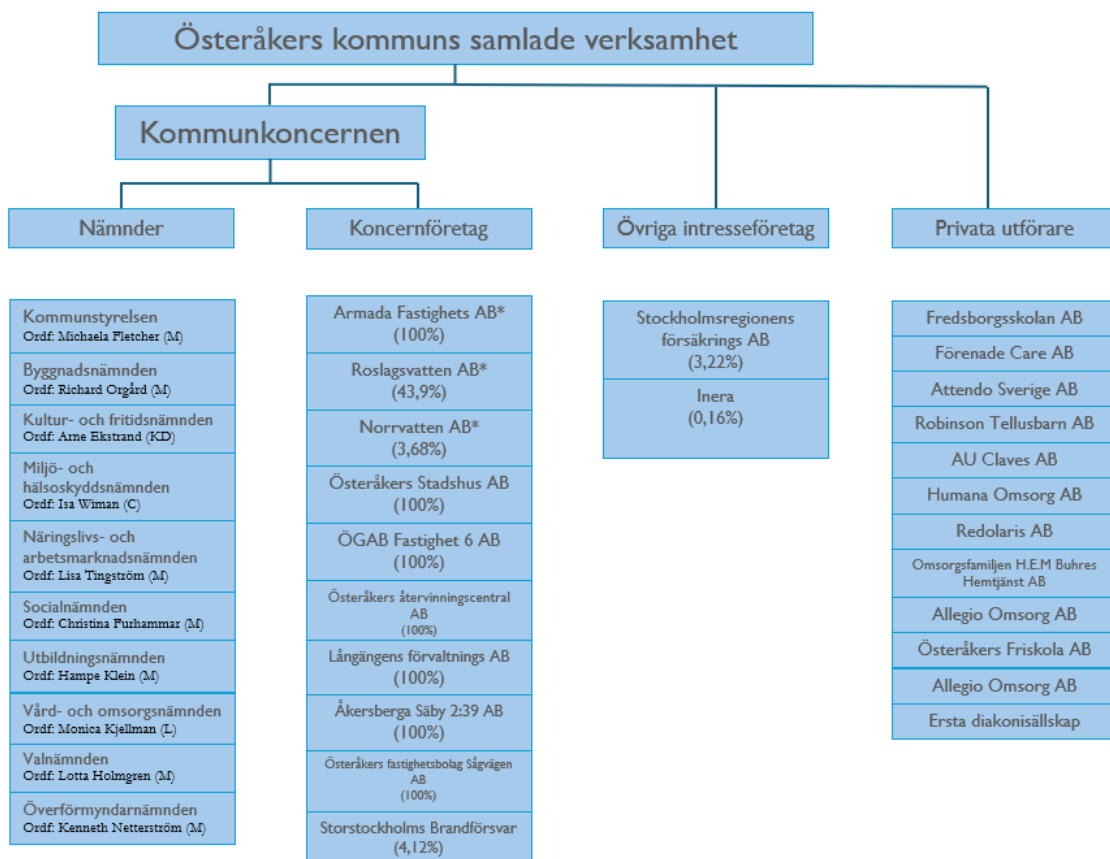 Österåkers kommuns samlade verksamhet
Kommunkoncernen
Nämnder
Koncernföretag
Övriga intresseföretag
Privata utförare
Kommunstyrelsen
Ordf: Michaela Fletcher (M)
Byggnadsnämnden
Ordf: Richard Orgård (M)
Kultur- och fritidsnämnden
Ordf: Arne Ekstrand (KD)
Miljö- och
hälsoskyddsnämnden
Ordf: Isa Wiman (C)
Näringslivs- och
arbetsmarknadsnämnden
Ordf: Lisa Tingström (M)
Socialnämnden
Ordf: Christina Furhammar (M)
Utbildningsnämnden
Ordf: Hampe Klein (M)
Vård- och omsorgsnämnden
Ordf: Monica Kjellman (L)
Valnämnden
Ordf: Lotta Holmgren (M)
Överförmyndarnämnden
Ordf: Kenneth Netterström (M)
Armada Fastighets AB*
(100%)
Roslagsvatten AB*
(43,9%)
Norrvatten AB*
(3,68%)
Österåkers Stadshus AB
(100%)
ÖGAB Fastighet 6 AB
(100%)
Österåkers återvinningscentral
AB
(100%)
Långängens förvaltnings AB
(100%)
Åkersberga Säby 2:39 AB
(100%)
Österåkers fastighetsbolag Sågvägen
AB
(100%)
Storstockholms Brandförsvar
(4,12%)
Stockholmsregionens
försäkrings AB
(3,22%)
Inera
(0,16%)
Fredsborgsskolan AB
Förenade Care AB
Attendo Sverige AB
Robinson Tellusbarn AB
AU Claves AB
Humana Omsorg AB
Redolaris AB
Omsorgsfamiljen H.E.M Buhres
Hemtjänst AB
Allegio Omsorg AB
Österåkers Friskola AB
Allegio Omsorg AB
Ersta diakonisällskap